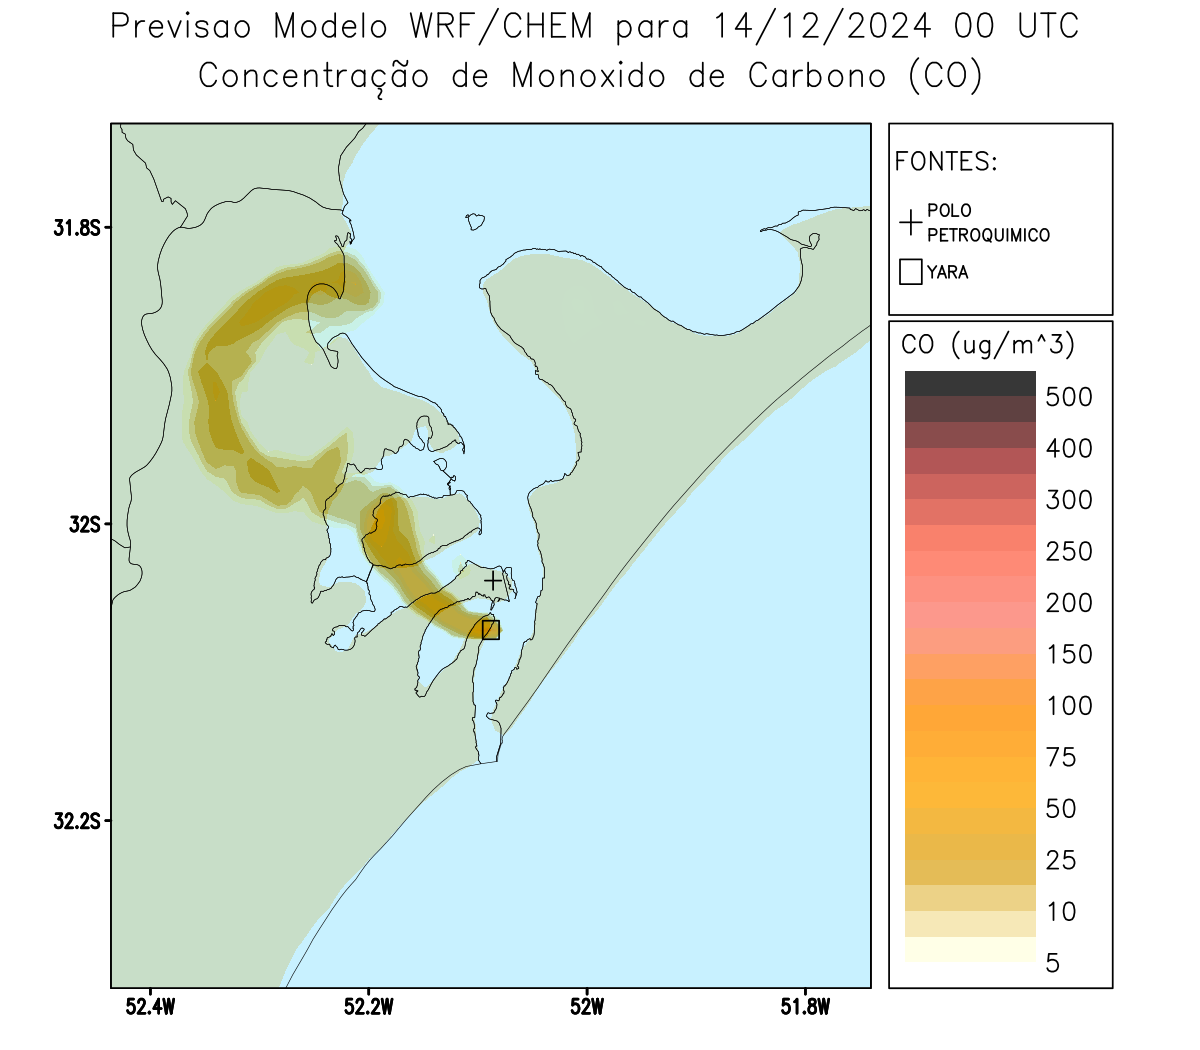 Previsao Modelo WRF/CHEM para 14/12/2024 00 UTC
Concentração de Monoxido de Carbono (CO)
FONTES:
POLO
PETROQUIMICO
YARA
CO (ug/m^3)
500
400
300
250
200
150
100
75
50
25
10
5
31.8S
32S
32.2S
52.4W
52.2W
52W
51.8W